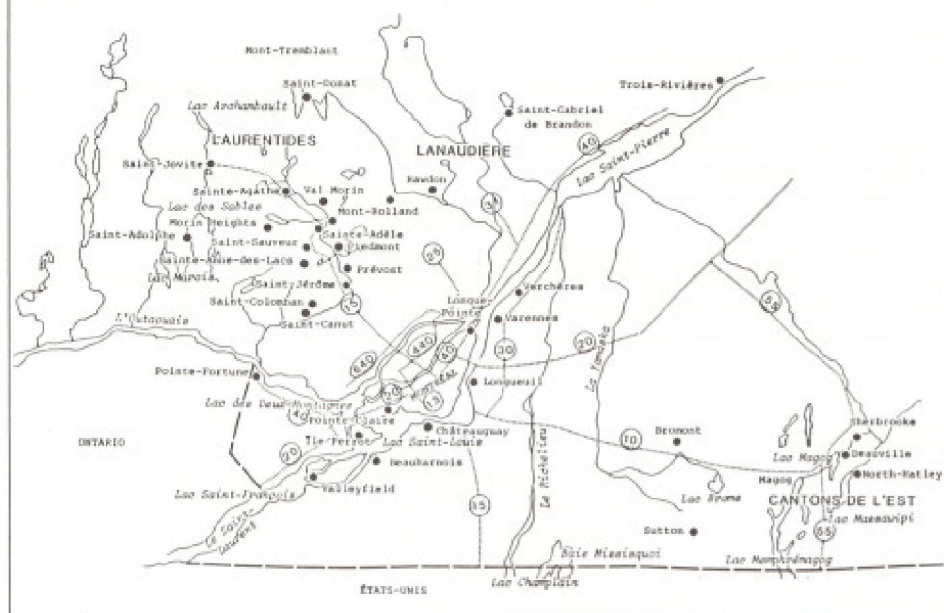 Mont-Tremblant
Saint-Donat
Trois-Rivières
Lac Archambault
Saint-Gabriel
de Brandon
40
LAURENTIDES
LANAUDIÈRE
Lac Saint-Pierre
Saint-Jovite
Rawdon
Sainte-Agathe
Val Morin
Lac des Sables
31
Mont-Rolland
Morin Heights
Saint-Adolphe
Sainte-Adèle
Saint-Sauveur
Piedmont
25
Sainte-Anne-des-Lacs
Prévost
Lac Marois
Saint-Jérôme
Verchères
Saint-Colomban
15
Longue-
Pointe
Saint-Canut
Varennes
L'Outaouais
640
440
40
30
20
Le Yamaska
Pointe-Fortune
Longueuil
20
MONTRÉAL
13
Lac des Deux-Montagnes
40
Pointe-Claire
Châteauguay
Bromont
Sherbrooke
ONTARIO
Île Perrot
Lac Saint-Louis
10
Lac Magog
Deauville
20
Beauharnois
Magog
North-Hatley
Lac Saint-François
Valleyfield
Le Richelieu
Lac Brome
CANTONS DE L'EST
Le Saint-
Laurent
15
Sutton
Lac Massawipi
55
Baie Missisquoi
Lac Memphrémagog
Lac Champlain
ÉTATS-UNIS